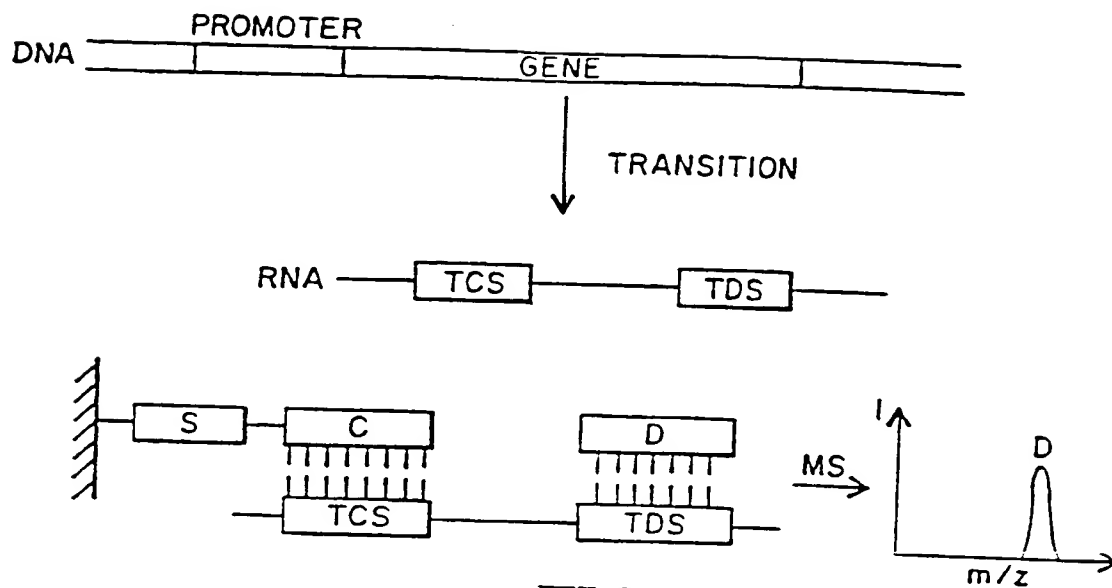 PROMOTER
DNA
GENE
TRANSITION
RNA
TCS
TDS
S
C
D
I
D
MS
TCS
TDS
m/z